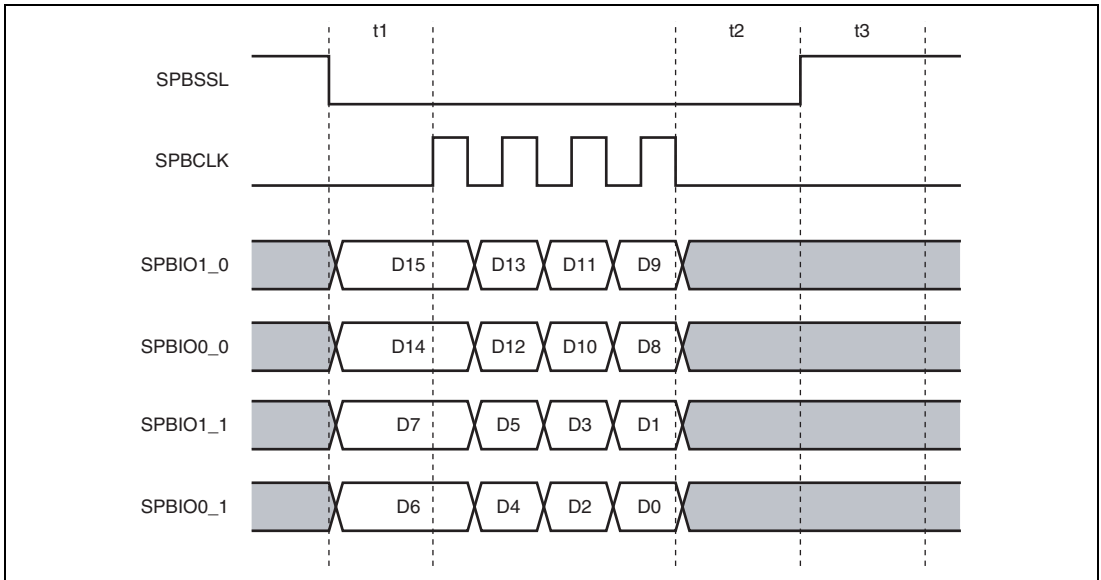 t1 t2 t3
SPBSSL
SPBCLK
SPBIO1_0 D15 D13 D11 D9
SPBIO0_0 D14 D12 D10 D8
SPBIO1_1 D7 D5 D3 D1
SPBIO0_1 D6 D4 D2 D0